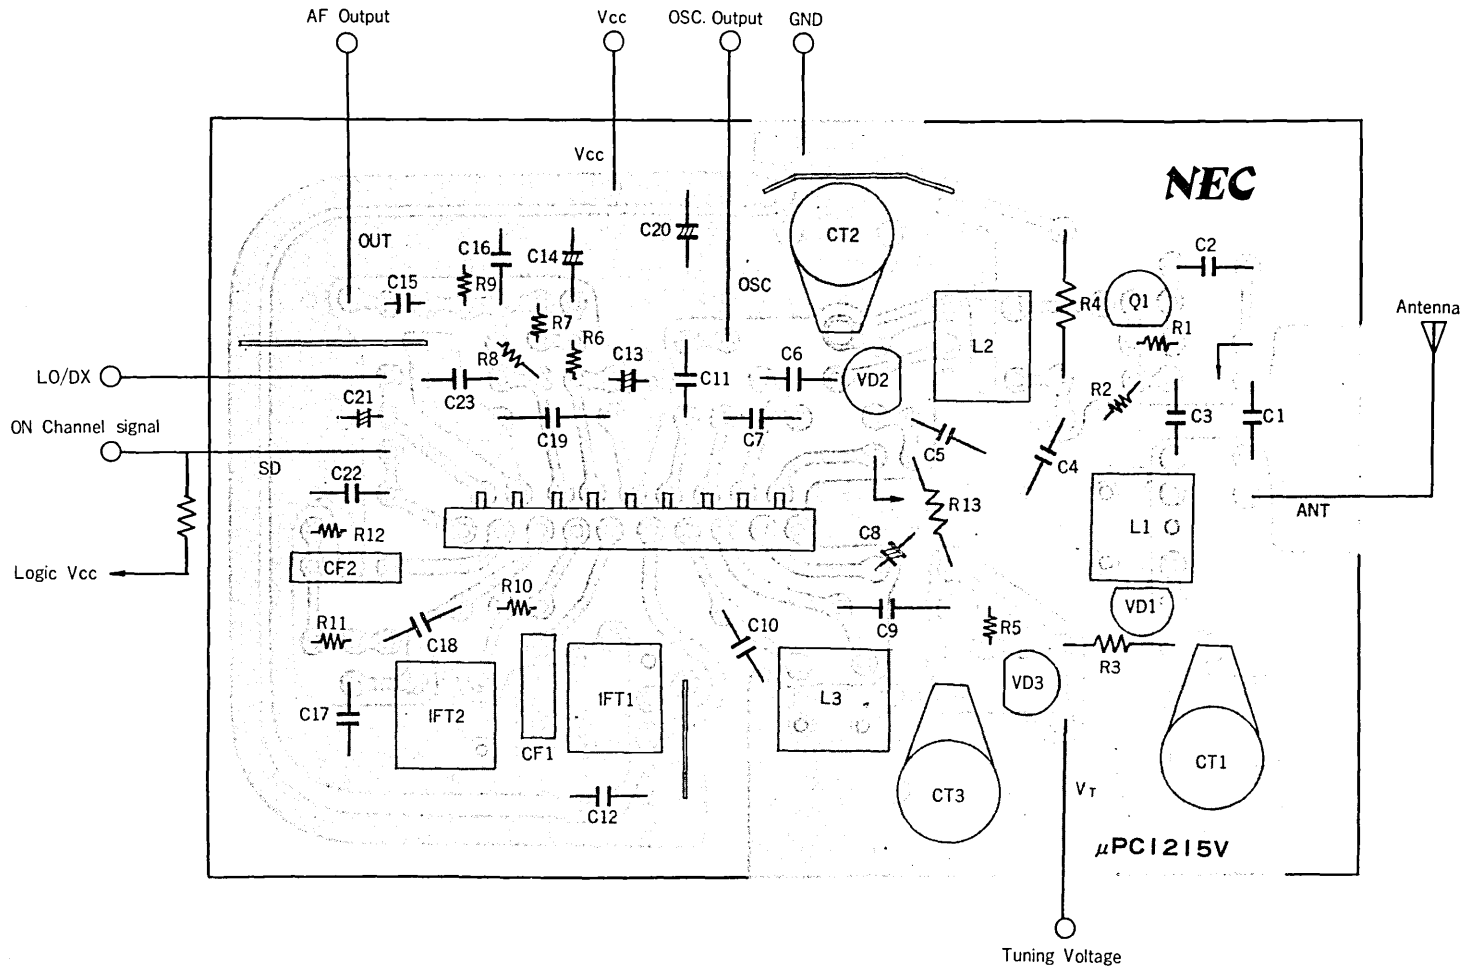 AF Output
Vcc
OSC. Output
GND
Vcc
NEC
OUT
C16
C14
C20
CT2
C2
C15
R9
OSC
R4
Q1
Antenna
R7
R6
R8
C13
C6
L2
R1
LO/DX
C23
C11
VD2
R2
C21
C19
C7
C5
C4
C3
C1
ON Channel signal
SD
C22
R13
ANT
R12
C8
L1
CF2
Logic Vcc
R10
VD1
R11
C18
C10
C9
R5
R3
C17
IFT2
CF1
IFT1
L3
VD3
CT1
CT3
VT
C12
μPC1215V
Tuning Voltage